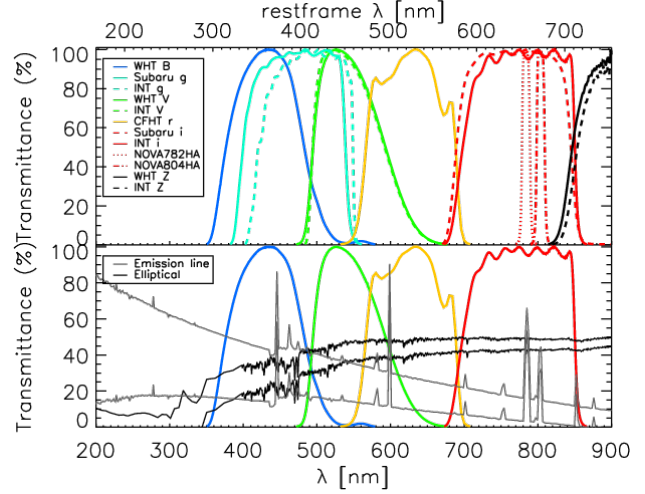 restframe λ [nm]
200 300 400 500 600 700
Transmittance (%)
100
80
60
40
20
0
WHT B
Subaru g
INT g
WHT V
INT V
CFHT r
Subaru i
INT i
NOVA782HA
NOVA804HA
WHT Z
INT Z
Transmittance (%)
100
80
60
40
20
0
Emission line
Elliptical
200 300 400 500 600 700 800 900
λ [nm]